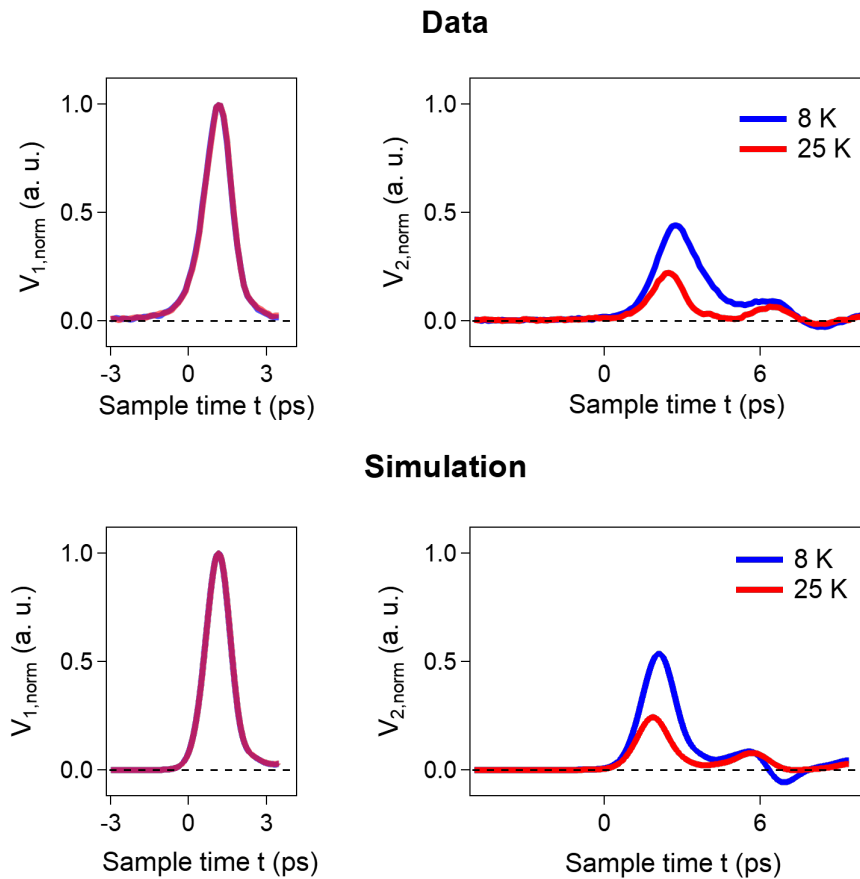 Data
V1,norm (a. u.)
1.0
0.5
0.0
-3
0
3
Sample time t (ps)
V2,norm (a. u.)
1.0
0.5
0.0
8 K
25 K
0
6
Sample time t (ps)
Simulation
V1,norm (a. u.)
1.0
0.5
0.0
-3
0
3
Sample time t (ps)
V2,norm (a. u.)
1.0
0.5
0.0
8 K
25 K
0
6
Sample time t (ps)